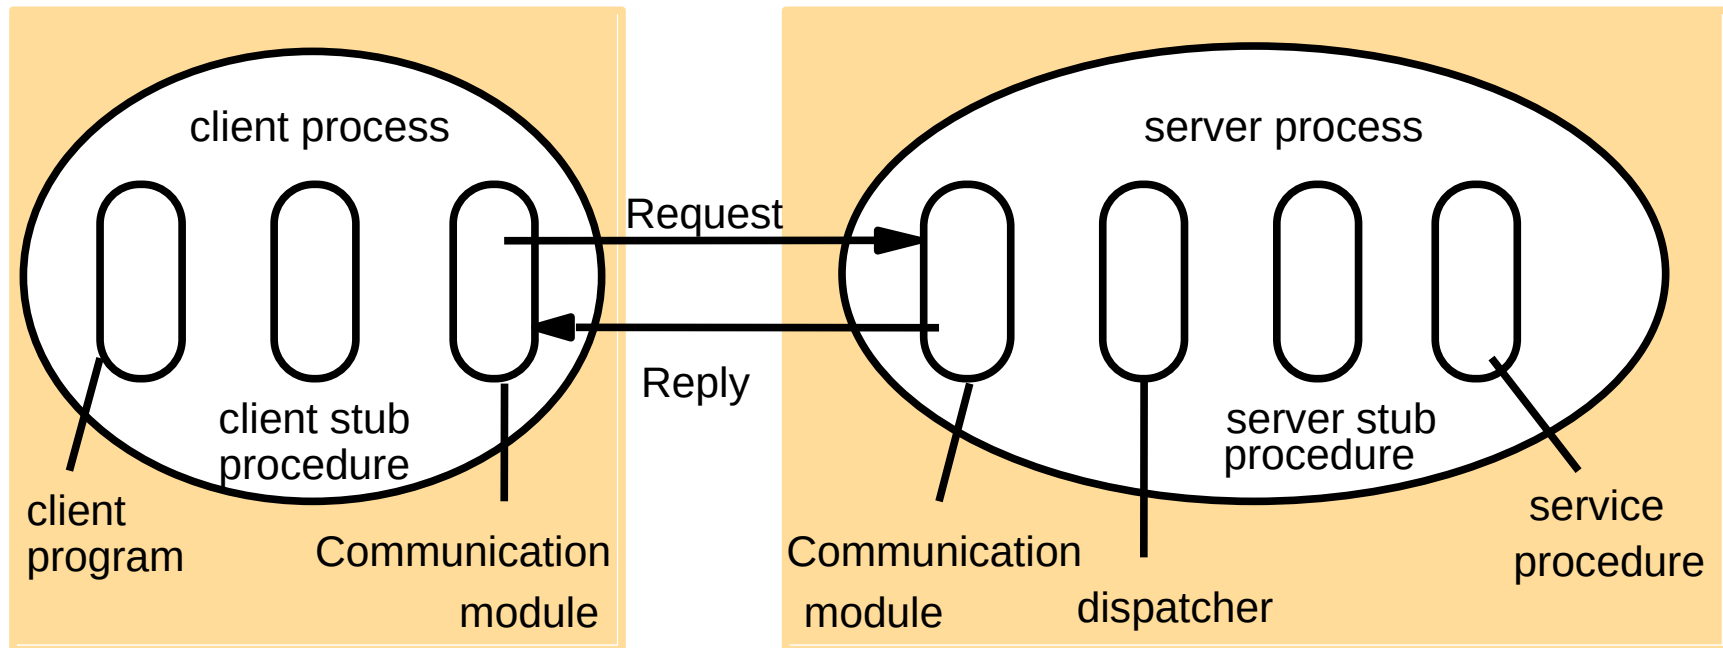 client process
client stub
procedure
client
program
Communication
module
Request
Reply
server process
server stub
procedure
Communication
module
dispatcher
service
procedure